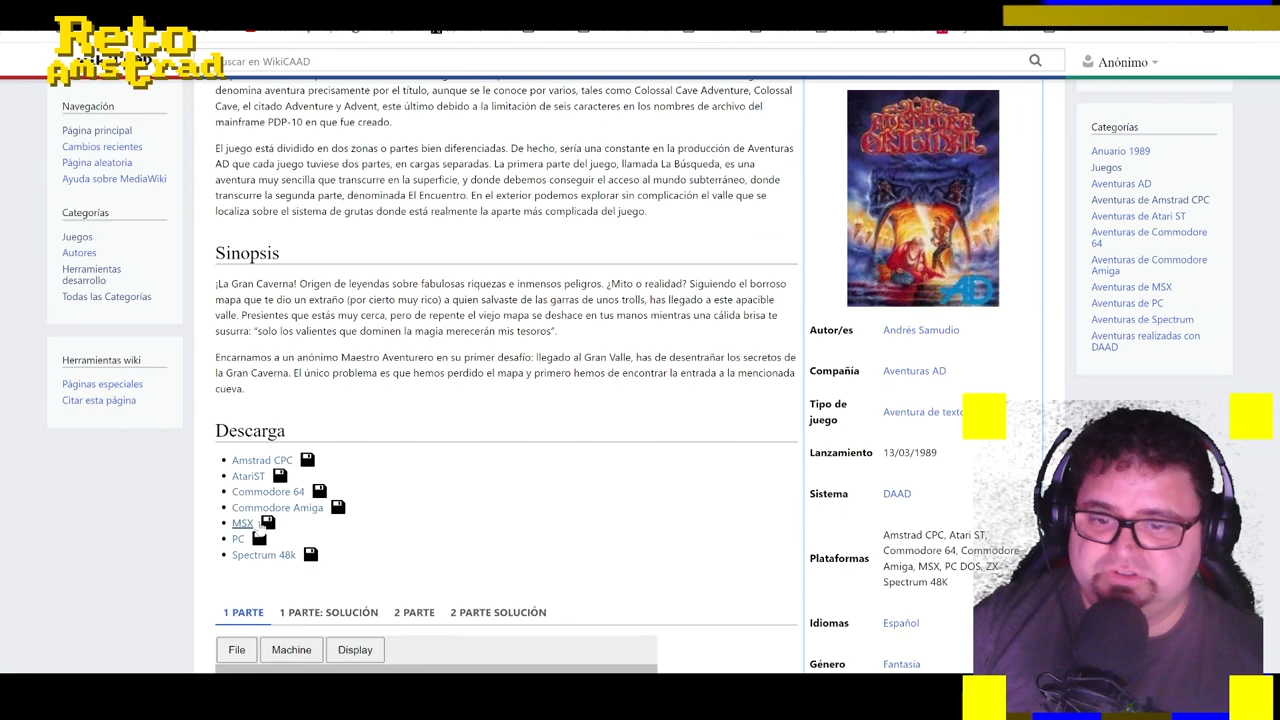 Reto
Amstrad
uscar en WikiCAAD
Anónimo
Navegación
Página principal
Cambios recientes
Página aleatoria
Ayuda sobre MediaWiki
Categorías
Juegos
Autores
Herramientas
desarrollo
Todas las Categorías
Herramientas wiki
Páginas especiales
Citar esta página
denomina aventura precisamente por el título, aunque se le conoce por varios, tales como Colossal Cave Adventure, Colossal
Cave, el citado Adventure y Advent, este último debido a la limitación de seis caracteres en los nombres de archivo del
mainframe PDP-10 en que fue creado.
El juego está dividido en dos zonas o partes bien diferenciadas. De hecho, sería una constante en la producción de Aventuras
AD que cada juego tuviese dos partes, en cargas separadas. La primera parte del juego, llamada La Búsqueda, es una
aventura muy sencilla que transcurre en la superficie, y donde debemos conseguir el acceso al mundo subterráneo, donde
transcurre la segunda parte, denominada El Encuentro. En el exterior podemos explorar sin complicación el valle que se
localiza sobre el sistema de grutas donde está realmente la aparte más complicada del juego.
Sinopsis
¡La Gran Caverna! Origen de leyendas sobre fabulosas riquezas e inmensos peligros. ¿Mito o realidad? Siguiendo el borroso
mapa que te dio un extraño (por cierto muy rico) a quien salvaste de las garras de unos trolls, has llegado a este apacible
valle. Presientes que estás muy cerca, pero de repente el viejo mapa se deshace en tus manos mientras una cálida brisa te
susurra: “solo los valientes que dominen la magia merecerán mis tesoros”.
Encarnamos a un anónimo Maestro Aventurero en su primer desafío: llegado al Gran Valle, has de desentrañar los secretos de
la Gran Caverna. El único problema es que hemos perdido el mapa y primero hemos de encontrar la entrada a la mencionada
cueva.
Descarga
Amstrad CPC
AtariST
Commodore 64
Commodore Amiga
MSX
PC
Spectrum 48k
1 PARTE 1 PARTE: SOLUCIÓN 2 PARTE 2 PARTE SOLUCIÓN
File Machine Display
LA AVENTURA
ORIGINAL
AD
Autor/es Andrés Samudio
Compañía Aventuras AD
Tipo de
juego Aventura de texto
Lanzamiento 13/03/1989
Sistema DAAD
Plataformas Amstrad CPC, Atari ST,
Commodore 64, Commodore
Amiga, MSX, PC DOS, ZX
Spectrum 48K
Idiomas Español
Género Fantasía
Categorías
Anuario 1989
Juegos
Aventuras AD
Aventuras de Amstrad CPC
Aventuras de Atari ST
Aventuras de Commodore
64
Aventuras de Commodore
Amiga
Aventuras de MSX
Aventuras de PC
Aventuras de Spectrum
Aventuras realizadas con
DAAD